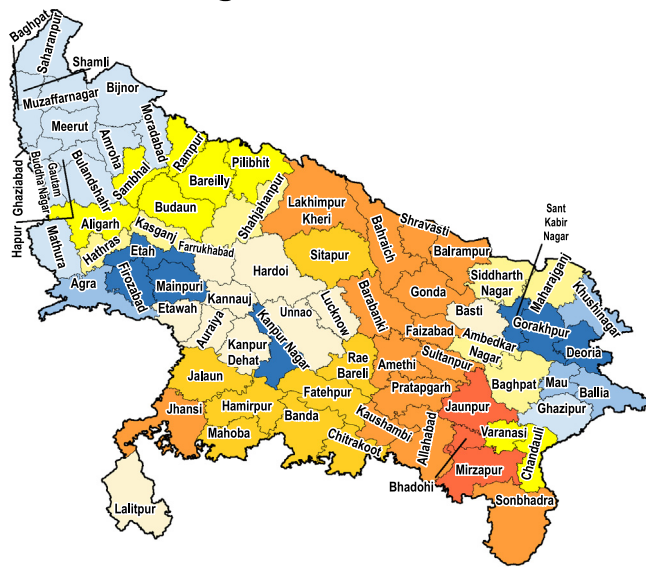 Baghpat
Saharanpur
Shamli
Muzaffarnagar
Bijnor
Meerut
Amroha
Moradabad
Rampur
Sambhal
Bareilly
Pilibhit
Ghaziabad
Hapur
Gautam
Buddha Nagar
Bulandshahr
Budaun
Shahjahanpur
Aligarh
Kasganj
Hathras
Mathura
Etah
Farrukhabad
Agra
Firozabad
Mainpuri
Etawah
Kannauj
Auraiya
Hardoi
Lakhimpur
Kheri
Sitapur
Bahraich
Shravasti
Balrampur
Gonda
Siddharth
Nagar
Maharajganj
Sant
Kabir
Nagar
Khushinagar
Gorakhpur
Deoria
Basti
Faizabad
Ambedkar
Nagar
Sultanpur
Barabanki
Lucknow
Unnao
Kanpur Nagar
Kanpur
Dehat
Rae
Bareli
Amethi
Pratapgarh
Baghpat
Mau
Ballia
Ghazipur
Jaunpur
Varanasi
Chandauli
Jalaun
Fatehpur
Jhansi
Hamirpur
Mahoba
Banda
Chitrakoot
Kaushambi
Allahabad
Mirzapur
Bhadohi
Sonbhadra
Lalitpur